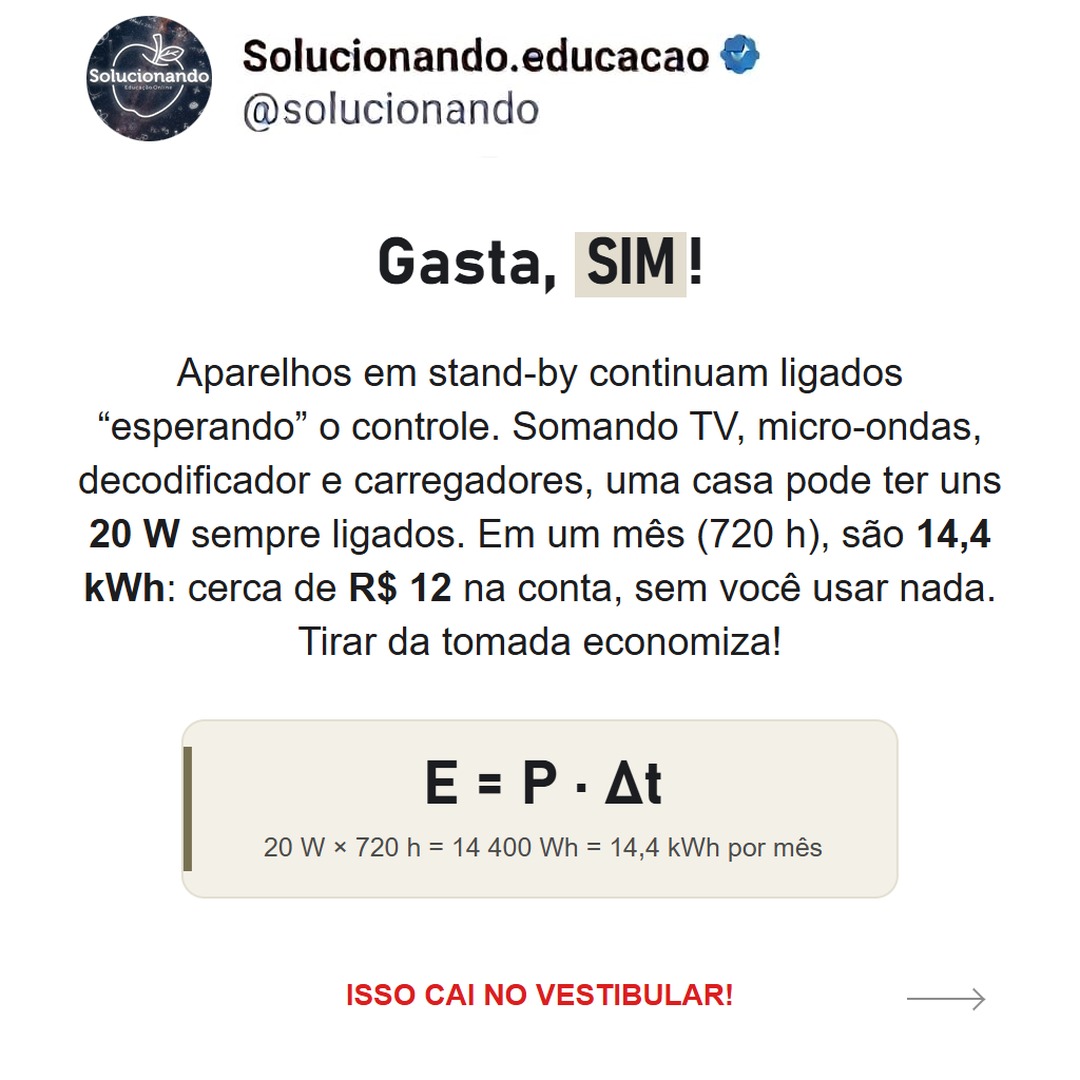 Solucionando
Educação Online
Solucionando.educacao
@solucionando
Gasta, SIM!
Aparelhos em stand-by continuam ligados
“esperando” o controle. Somando TV, micro-ondas,
decodificador e carregadores, uma casa pode ter uns
20 W sempre ligados. Em um mês (720 h), são 14,4
kWh: cerca de R$ 12 na conta, sem você usar nada.
Tirar da tomada economiza!
E = P · Δt
20 W × 720 h = 14 400 Wh = 14,4 kWh por mês
ISSO CAI NO VESTIBULAR!